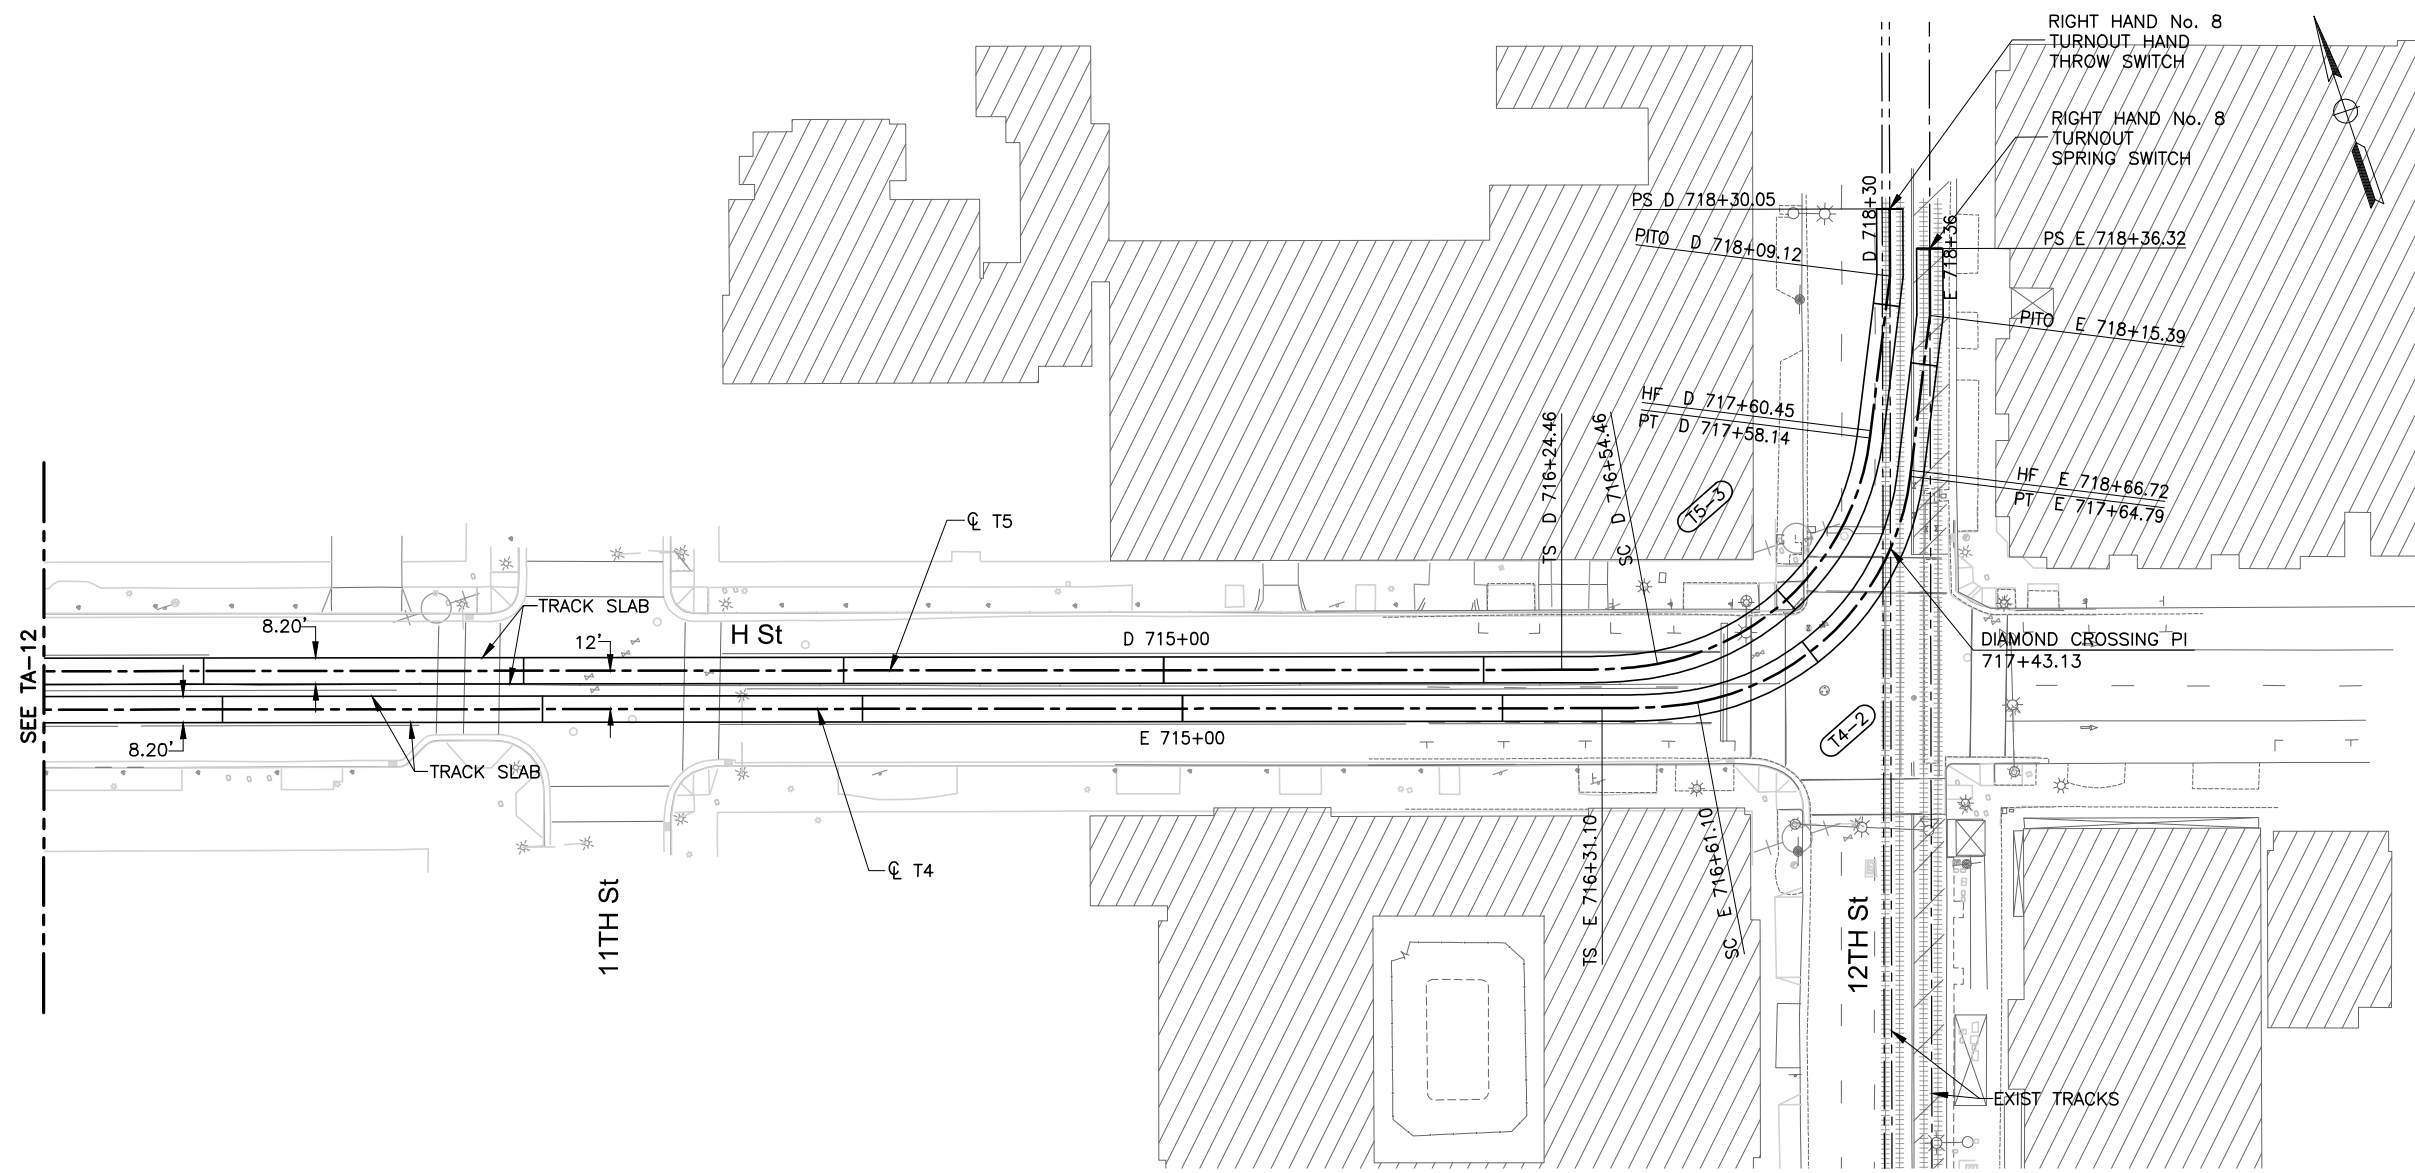 RIGHT HAND No. 8
TURNOUT HAND
THROW SWITCH
RIGHT HAND No. 8
TURNOUT
SPRING SWITCH
PS D 718+30.05
D 718+30
PITO D 718+09.12
E 718+36
PS E 718+36.32
PITO E 718+15.39
HF D 717+60.45
PT D 717+58.14
TS D 716+24.46
SC D 716+54.46
T5-3
HF E 718+66.72
PT E 717+64.79
℄ T5
TRACK SLAB
8.20'
12'
H St
D 715+00
DIAMOND CROSSING PI
717+43.13
SEE TA-12
8.20'
TRACK SLAB
E 715+00
T4-2
℄ T4
11TH St
TS E 716+31.10
SC E 716+61.10
12TH St
EXIST TRACKS